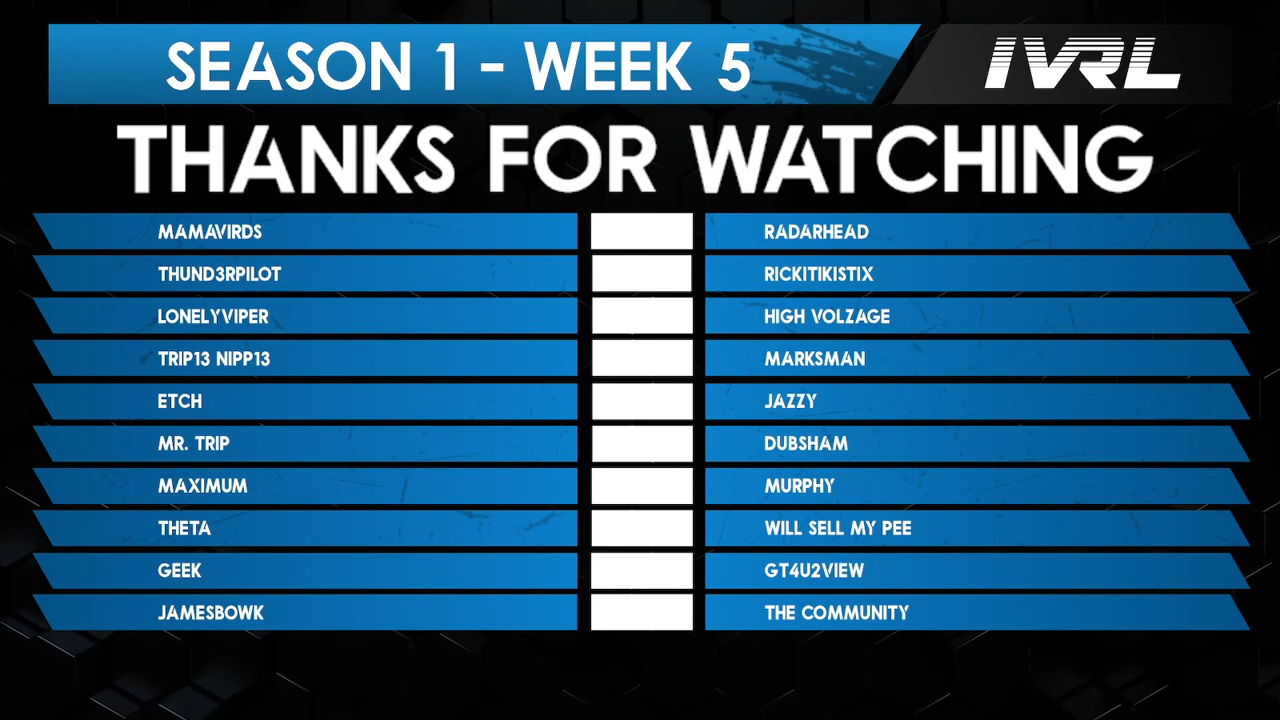 SEASON 1 - WEEK 5
IVRL
THANKS FOR WATCHING
MAMAVIRDS RADARHEAD
THUND3RPILOT RICKITIKISTIX
LONELYVIPER HIGH VOLZAGE
TRIP13 NIPP13 MARKSMAN
ETCH JAZZY
MR. TRIP DUBSHAM
MAXIMUM MURPHY
THETA WILL SELL MY PEE
GEEK GT4U2VIEW
JAMESBOWK THE COMMUNITY